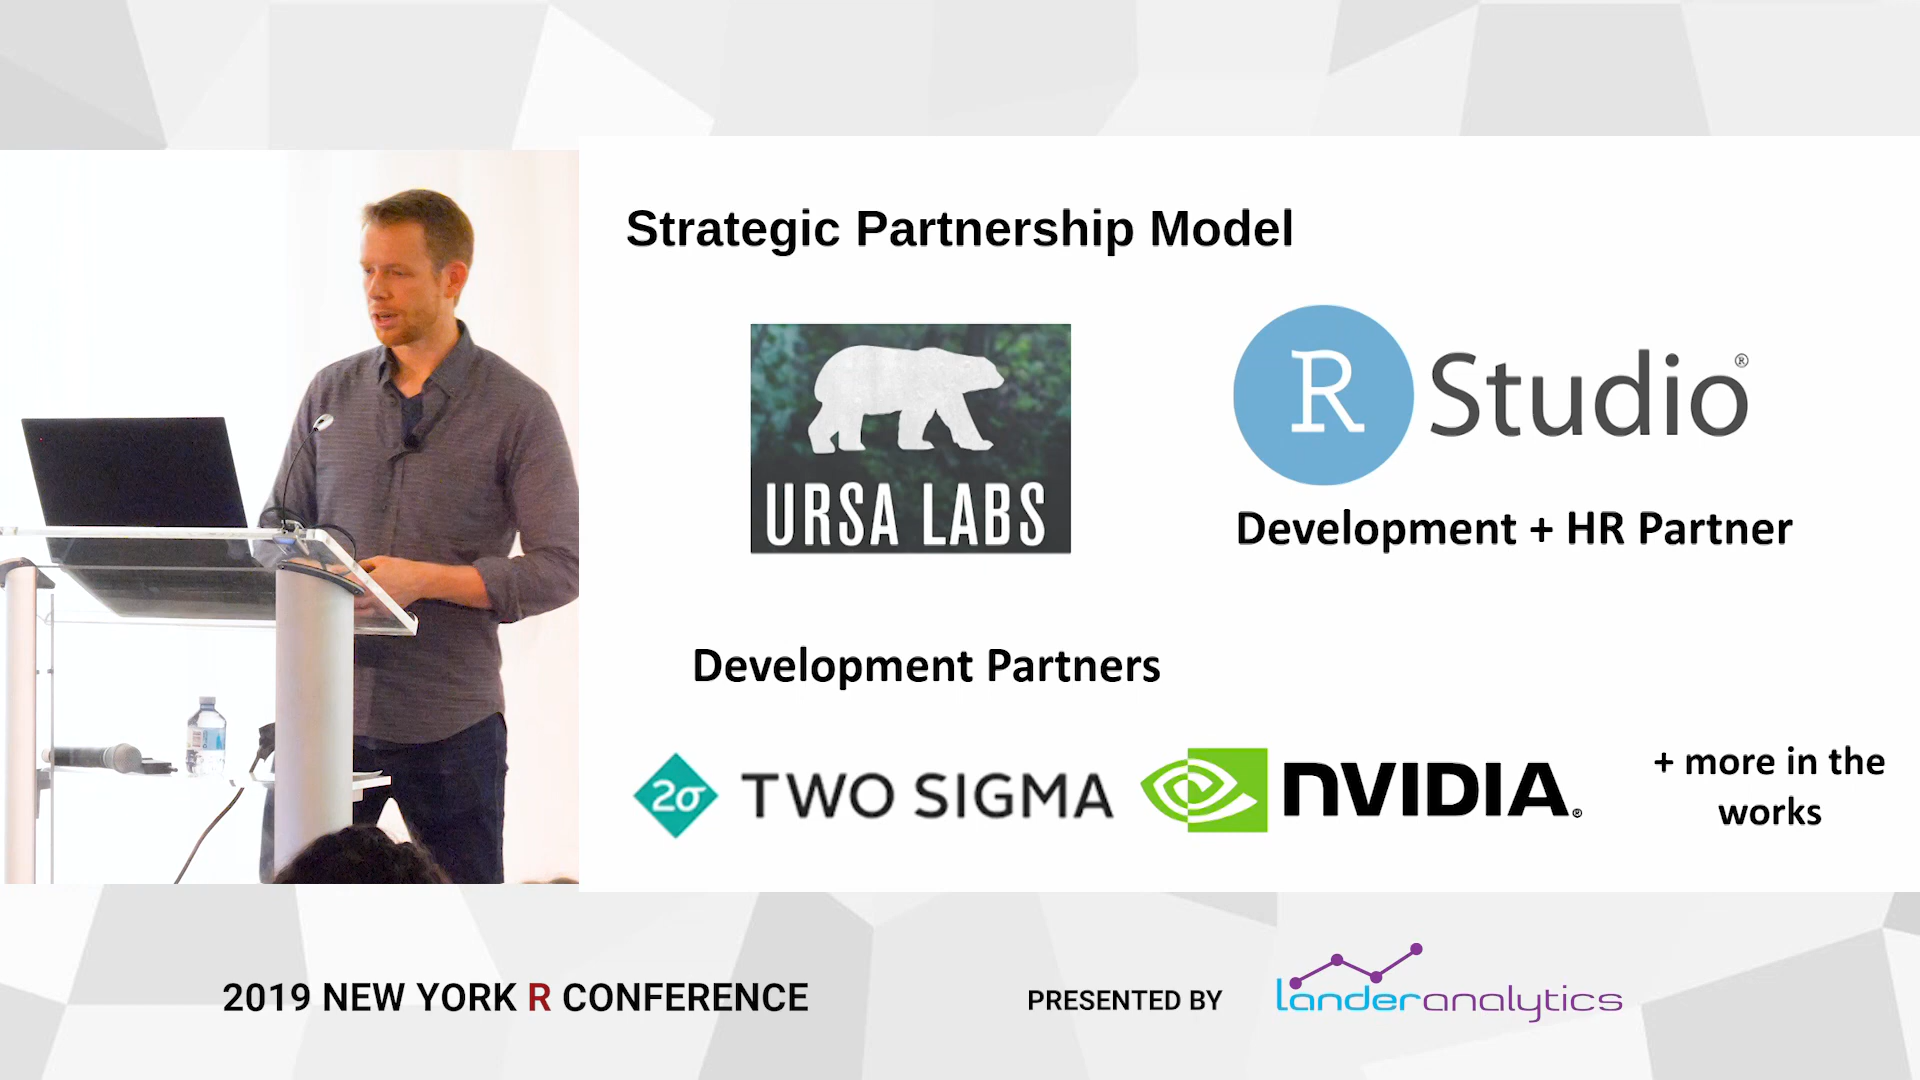 Strategic Partnership Model
URSA LABS
R Studio®
Development + HR Partner
Development Partners
2σ TWO SIGMA
NVIDIA®
+ more in the
works
2019 NEW YORK R CONFERENCE
PRESENTED BY
landeranalytics